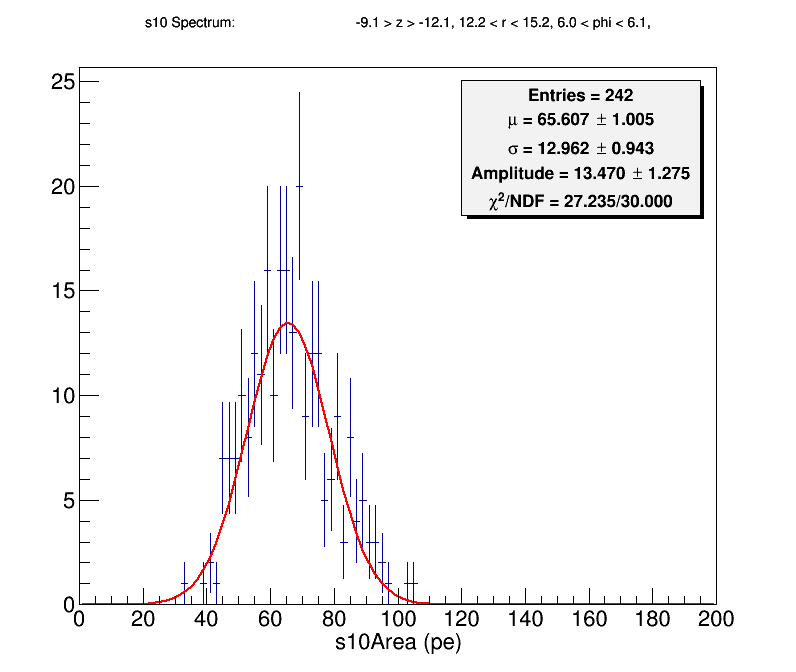 s10 Spectrum: -9.1 > z > -12.1, 12.2 < r < 15.2, 6.0 < phi < 6.1,
Entries = 242
μ = 65.607 ± 1.005
σ = 12.962 ± 0.943
Amplitude = 13.470 ± 1.275
χ²/NDF = 27.235/30.000
25
20
15
10
5
0
0 20 40 60 80 100 120 140 160 180 200
s10Area (pe)